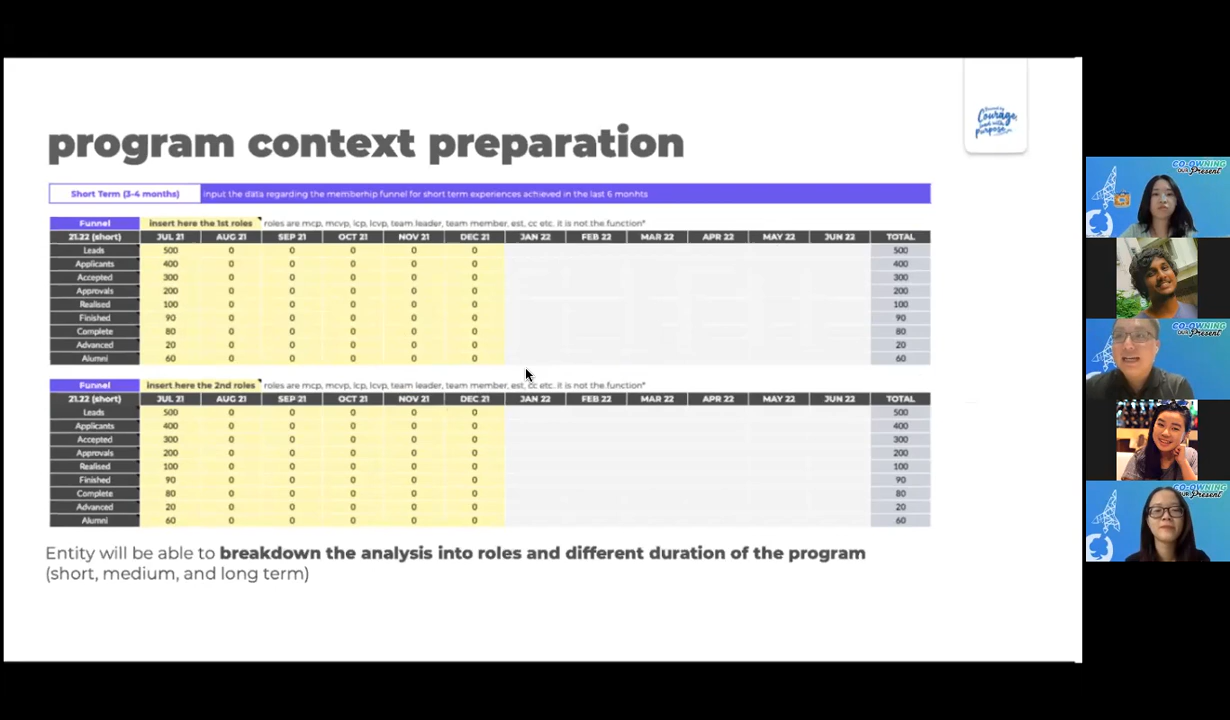 program context preparation
Short Term (3-4 months) input the data regarding the memberhip funnel for short term experiences achieved in the last 6 monhts
Funnel insert here the 1st roles roles are mcp, mcvp, lcp, lcvp, team leader, team member, est, cc etc. it is not the function*
21.22 (short) JUL 21 AUG 21 SEP 21 OCT 21 NOV 21 DEC 21 JAN 22 FEB 22 MAR 22 APR 22 MAY 22 JUN 22 TOTAL
Leads 500 0 0 0 0 0 500
Applicants 400 0 0 0 0 0 400
Accepted 300 0 0 0 0 0 300
Approvals 200 0 0 0 0 0 200
Realised 100 0 0 0 0 0 100
Finished 90 0 0 0 0 0 90
Complete 80 0 0 0 0 0 80
Advanced 20 0 0 0 0 0 20
Alumni 60 0 0 0 0 0 60
Funnel insert here the 2nd roles roles are mcp, mcvp, lcp, lcvp, team leader, team member, est, cc etc. it is not the function*
21.22 (short) JUL 21 AUG 21 SEP 21 OCT 21 NOV 21 DEC 21 JAN 22 FEB 22 MAR 22 APR 22 MAY 22 JUN 22 TOTAL
Leads 500 0 0 0 0 0 500
Applicants 400 0 0 0 0 0 400
Accepted 300 0 0 0 0 0 300
Approvals 200 0 0 0 0 0 200
Realised 100 0 0 0 0 0 100
Finished 90 0 0 0 0 0 90
Complete 80 0 0 0 0 0 80
Advanced 20 0 0 0 0 0 20
Alumni 60 0 0 0 0 0 60
Entity will be able to breakdown the analysis into roles and different duration of the program
(short, medium, and long term)
Courage
purpose
CO-OWNING
OUR Present
CO-OWNING
OUR Present
CO-OWNING
OUR Present